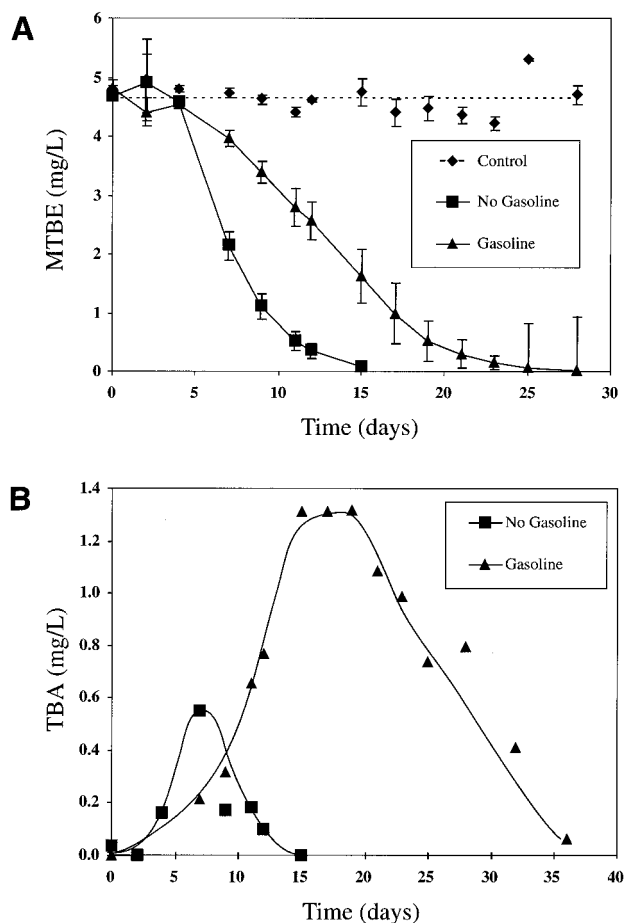 A
MTBE (mg/L)
6
5
4
3
2
1
0
0 5 10 15 20 25 30
Time (days)
Control
No Gasoline
Gasoline
B
TBA (mg/L)
1.4
1.2
1.0
0.8
0.6
0.4
0.2
0.0
0 5 10 15 20 25 30 35 40
Time (days)
No Gasoline
Gasoline